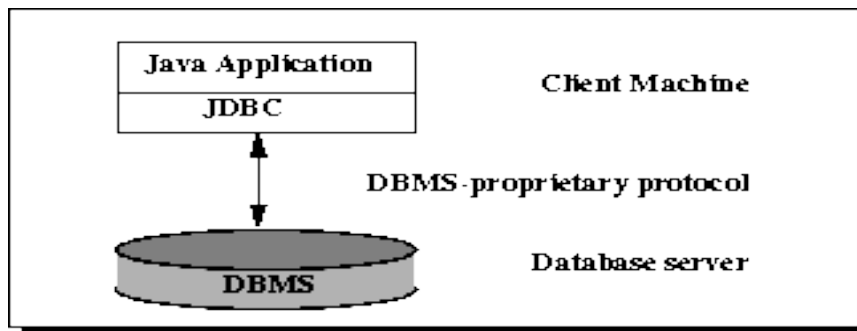 Java Application
Client Machine
JDBC
DBMS-proprietary protocol
Database server
DBMS